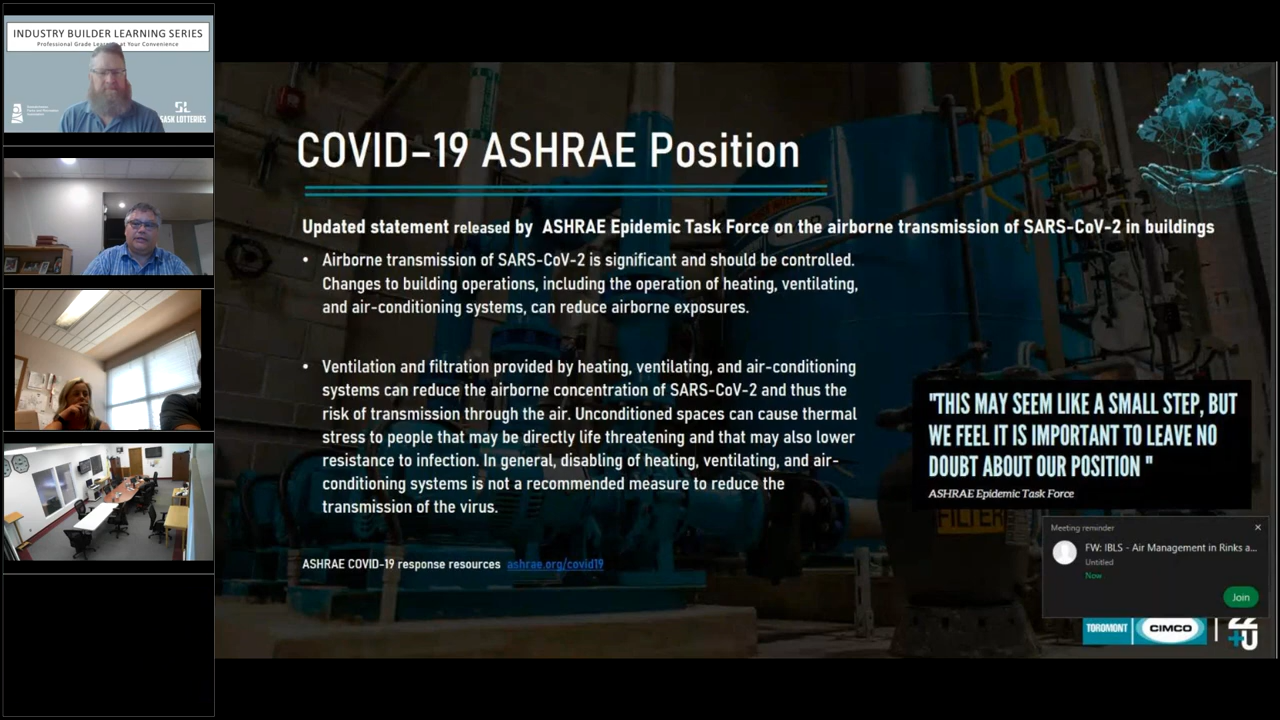 INDUSTRY BUILDER LEARNING SERIES
Professional Grade Learning at Your Convenience
SL
SASK LOTTERIES
COVID-19 ASHRAE Position
Updated statement released by ASHRAE Epidemic Task Force on the airborne transmission of SARS-CoV-2 in buildings
• Airborne transmission of SARS-CoV-2 is significant and should be controlled.
Changes to building operations, including the operation of heating, ventilating,
and air-conditioning systems, can reduce airborne exposures.
• Ventilation and filtration provided by heating, ventilating, and air-conditioning
systems can reduce the airborne concentration of SARS-CoV-2 and thus the
risk of transmission through the air. Unconditioned spaces can cause thermal
stress to people that may be directly life threatening and that may also lower
resistance to infection. In general, disabling of heating, ventilating, and air-
conditioning systems is not a recommended measure to reduce the
transmission of the virus.
ASHRAE COVID-19 response resources ashrae.org/covid19
"THIS MAY SEEM LIKE A SMALL STEP, BUT
WE FEEL IT IS IMPORTANT TO LEAVE NO
DOUBT ABOUT OUR POSITION "
ASHRAE Epidemic Task Force
FILTER
Meeting reminder
FW: IBLS - Air Management in Rinks a...
Untitled
Now
Join
TOROMONT CIMCO
+U